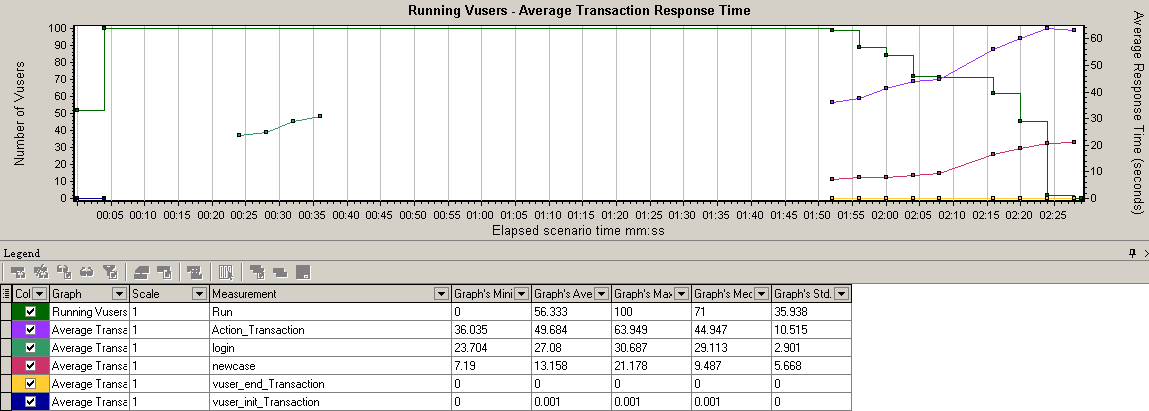 Running Vusers - Average Transaction Response Time
Number of Vusers
100
90
80
70
60
50
40
30
20
10
0
60
50
40
30
20
10
0
Average Response Time (seconds)
00:05 00:10 00:15 00:20 00:25 00:30 00:35 00:40 00:45 00:50 00:55 01:00 01:05 01:10 01:15 01:20 01:25 01:30 01:35 01:40 01:45 01:50 01:55 02:00 02:05 02:10 02:15 02:20 02:25
Elapsed scenario time mm:ss
Legend
Col Graph Scale Measurement Graph's Mini Graph's Ave Graph's Max Graph's Med Graph's Std.
Running Vusers 1 Run 0 56.333 100 71 35.938
Average Transa 1 Action_Transaction 36.035 49.684 63.949 44.947 10.515
Average Transa 1 login 23.704 27.08 30.687 29.113 2.901
Average Transa 1 newcase 7.19 13.158 21.178 9.487 5.668
Average Transa 1 vuser_end_Transaction 0 0 0 0 0
Average Transa 1 vuser_init_Transaction 0 0.001 0.001 0.001 0